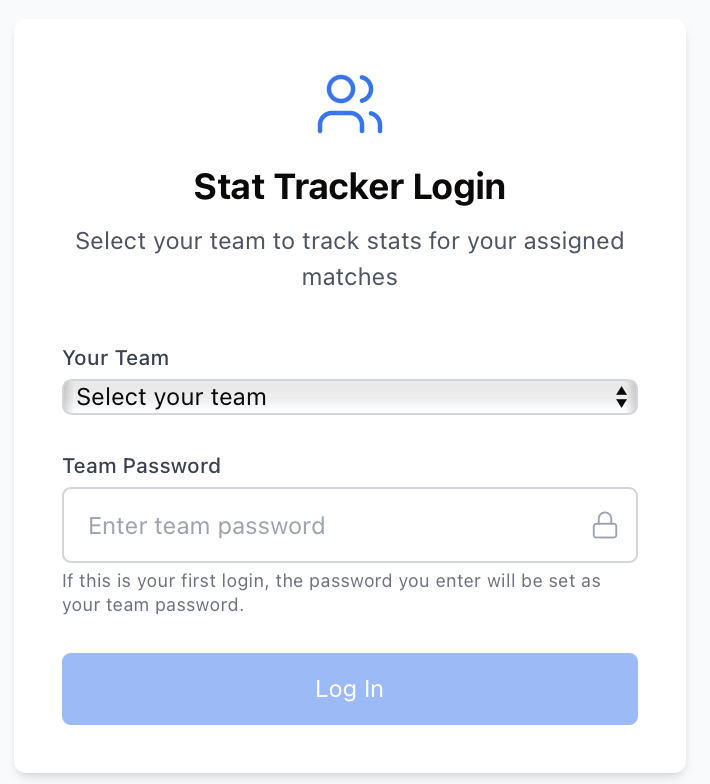 Stat Tracker Login
Select your team to track stats for your assigned
matches
Your Team
Select your team
Team Password
Enter team password
If this is your first login, the password you enter will be set as
your team password.
Log In